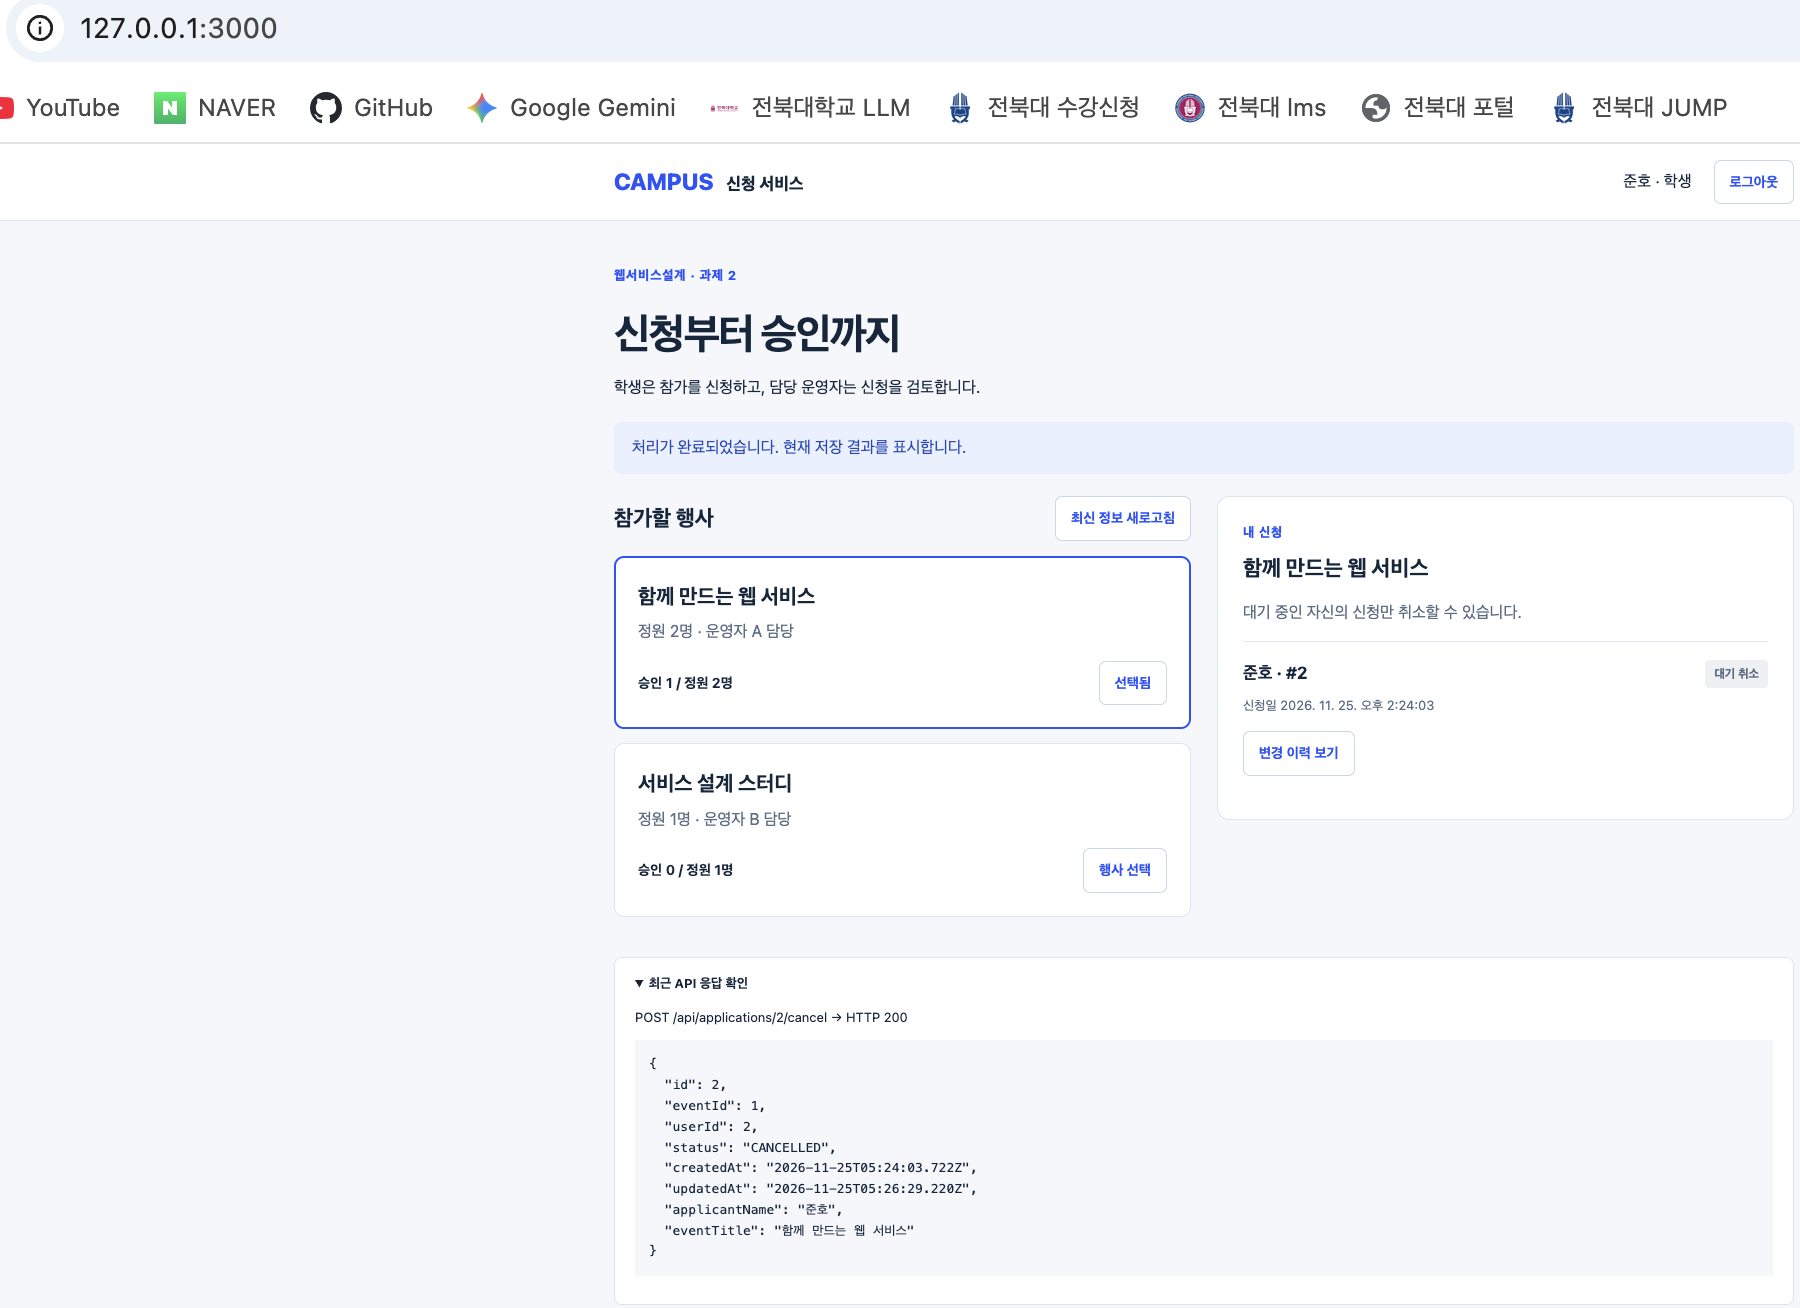 127.0.0.1:3000
YouTube NAVER GitHub Google Gemini 전북대학교 LLM 전북대 수강신청 전북대 lms 전북대 포털 전북대 JUMP
CAMPUS 신청 서비스
준호 · 학생 로그아웃
웹서비스설계 · 과제 2
신청부터 승인까지
학생은 참가를 신청하고, 담당 운영자는 신청을 검토합니다.
처리가 완료되었습니다. 현재 저장 결과를 표시합니다.
참가할 행사 최신 정보 새로고침
함께 만드는 웹 서비스
정원 2명 · 운영자 A 담당
승인 1 / 정원 2명 선택됨
서비스 설계 스터디
정원 1명 · 운영자 B 담당
승인 0 / 정원 1명 행사 선택
내 신청
함께 만드는 웹 서비스
대기 중인 자신의 신청만 취소할 수 있습니다.
준호 · #2 대기 취소
신청일 2026. 11. 25. 오후 2:24:03
변경 이력 보기
▼ 최근 API 응답 확인
POST /api/applications/2/cancel → HTTP 200
{
"id": 2,
"eventId": 1,
"userId": 2,
"status": "CANCELLED",
"createdAt": "2026-11-25T05:24:03.722Z",
"updatedAt": "2026-11-25T05:26:29.220Z",
"applicantName": "준호",
"eventTitle": "함께 만드는 웹 서비스"
}